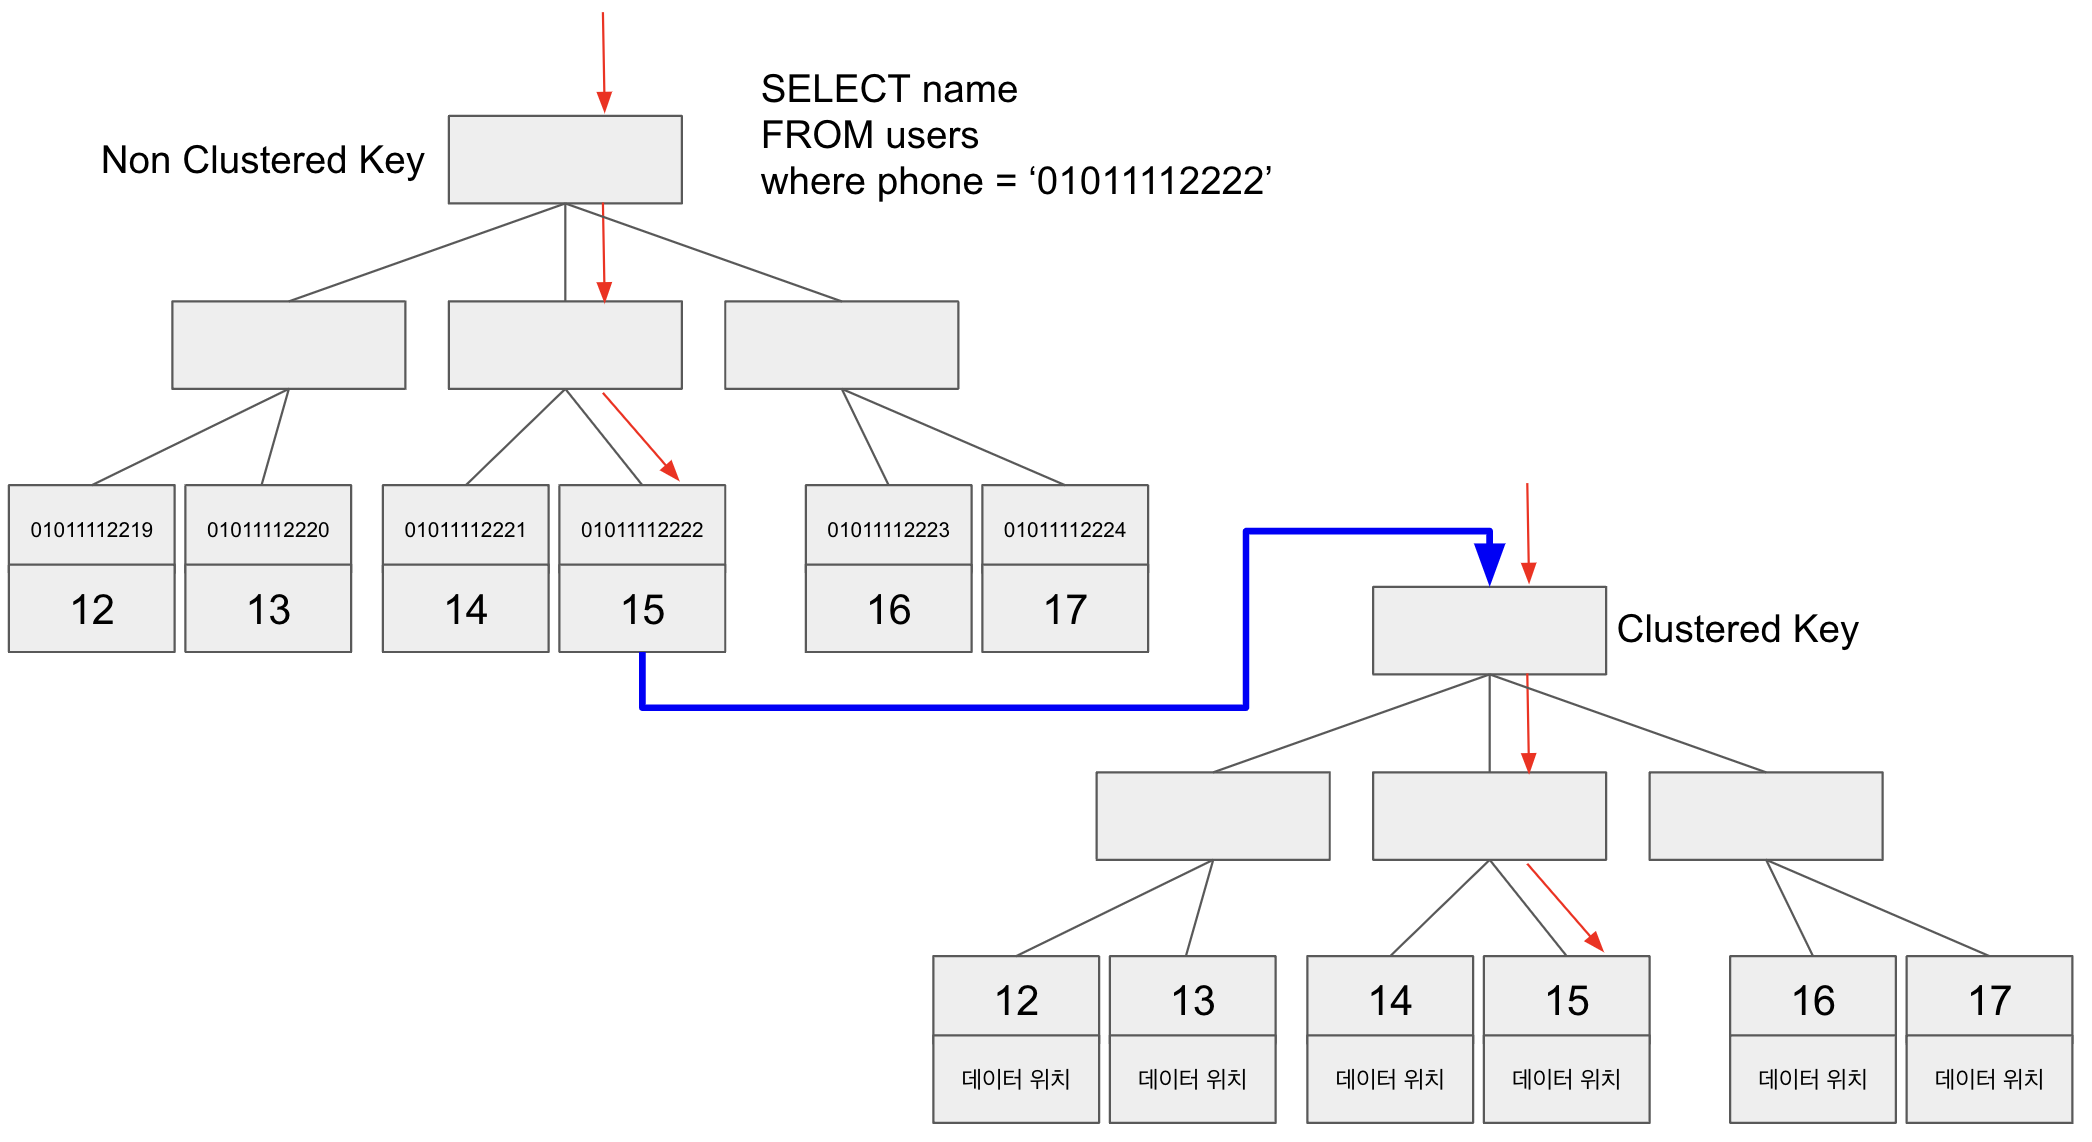 SELECT name
FROM users
where phone = ‘01011112222’
Non Clustered Key
01011112219
01011112220
01011112221
01011112222
01011112223
01011112224
12
13
14
15
16
17
Clustered Key
12
13
14
15
16
17
데이터 위치
데이터 위치
데이터 위치
데이터 위치
데이터 위치
데이터 위치